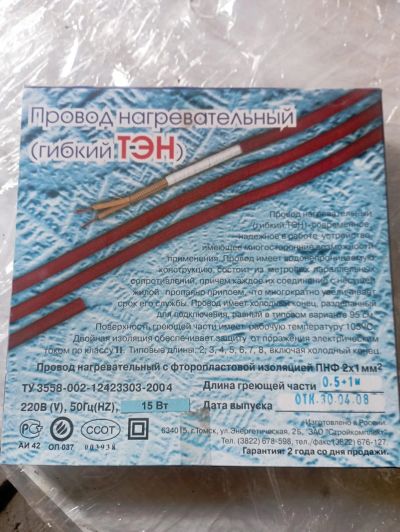 Провод нагревательный
(гибкий ТЭН)
Провод нагревательный
(гибкий ТЭН)-современное,
надежное в работе устройство,
имеющее многосторонние возможности
применения. Провод имеет водонепроницаемую
конструкцию, состоит из метровых параллельных
сопротивлений, причем каждое их соединение с несущей
жилой пропаяно припоем, что многократно увеличивает
срок его службы. Провод имеет холодный конец, разделанный
для подключения, равный в типовом варианте 95 см.
Поверхность греющей части имеет рабочую температуру 105°С.
Двойная изоляция обеспечивает защиту от поражения электричес
током по классу II. Типовые длины: 2, 3, 4, 5, 6, 7, 8, включая холодный конец.
Провод нагревательный с фторопластовой изоляцией ПНФ 2х1 мм²
ТУ 3558-002-12423303-2004
Длина греющей части 0.5+1м
220В (V), 50Гц(HZ), 15 Вт
Дата выпуска ОТК.30.04.08
АИ 42
ОП 037
ССОТ
003938
Изготовлено в России
634015, г.Томск, ул.Энергетическая, 2Б, ЗАО "Стройкомплект"
Тел. (3822) 678-598, тел./факс(3822) 676-127
Гарантия: 2 года со дня продажи.